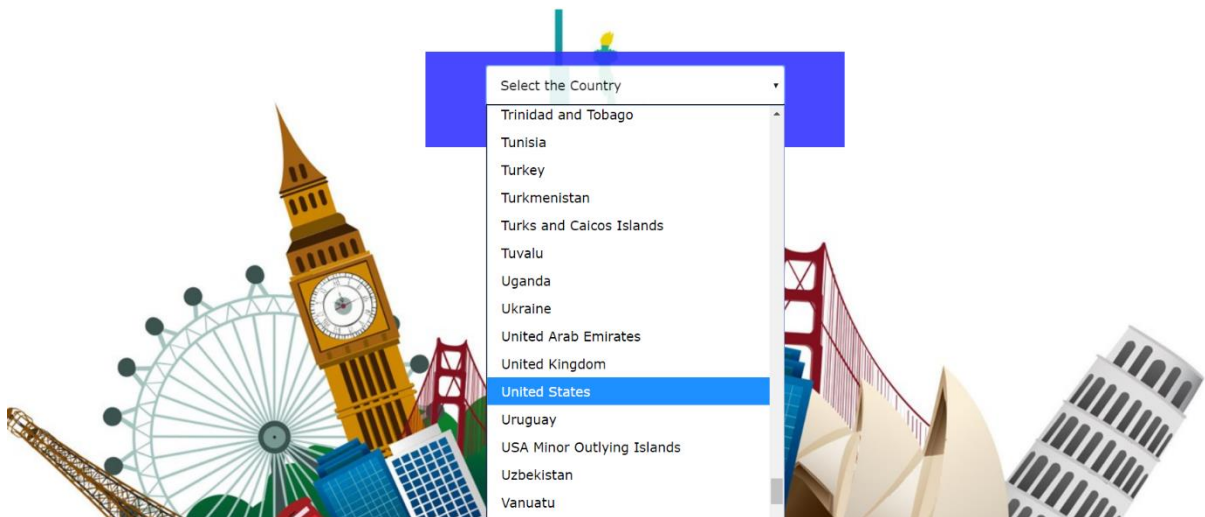 Select the Country
Trinidad and Tobago
Tunisia
Turkey
Turkmenistan
Turks and Caicos Islands
Tuvalu
Uganda
Ukraine
United Arab Emirates
United Kingdom
United States
Uruguay
USA Minor Outlying Islands
Uzbekistan
Vanuatu